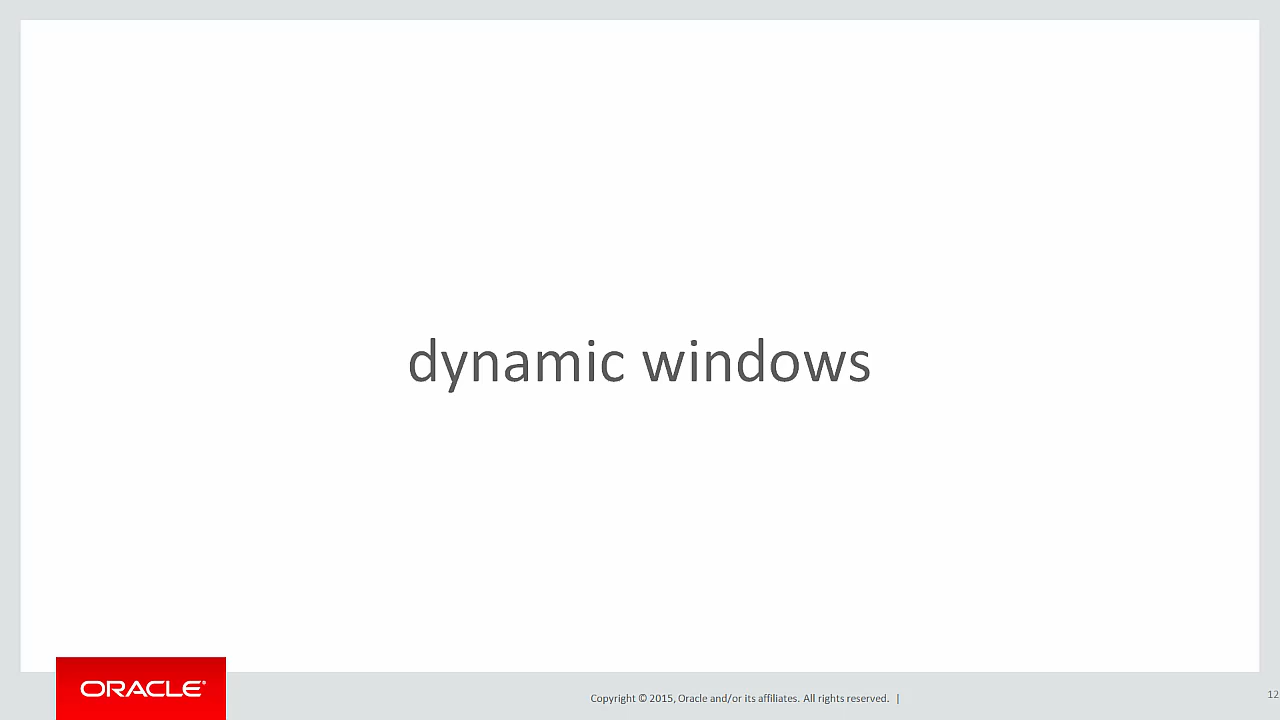 dynamic windows
ORACLE®
Copyright © 2015, Oracle and/or its affiliates. All rights reserved. |
12